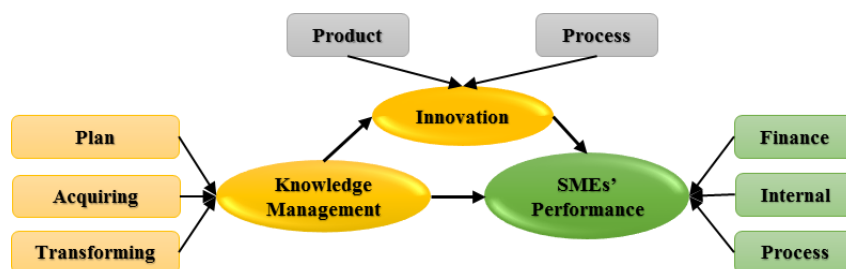 Product
Process
Innovation
Plan
Acquiring
Transforming
Knowledge
Management
SMEs'
Performance
Finance
Internal
Process